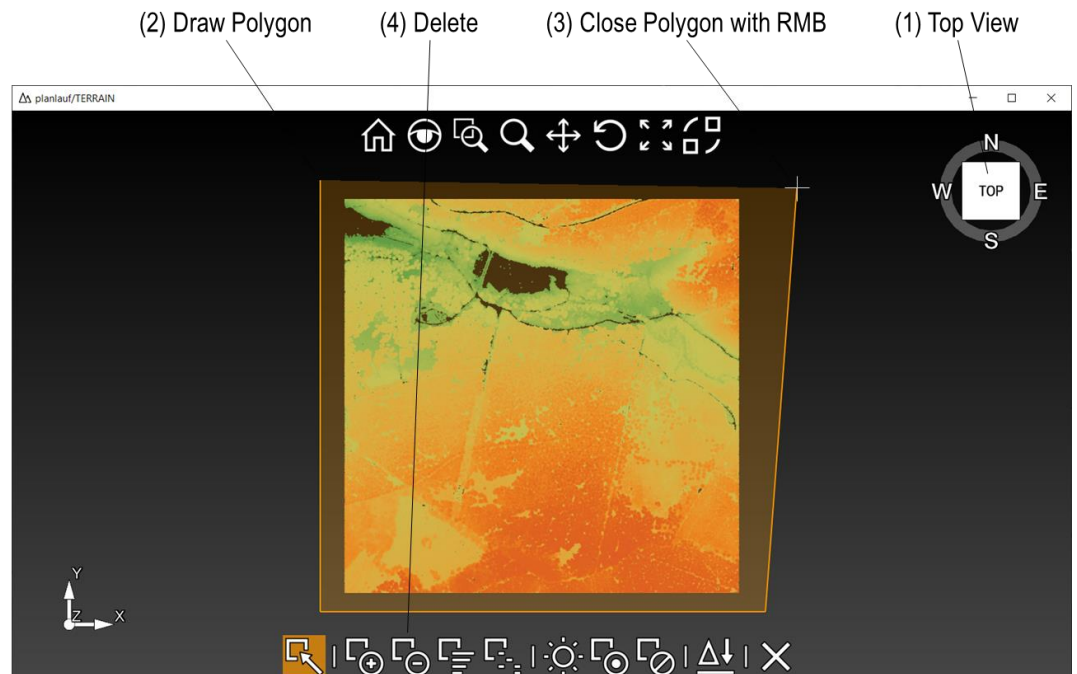 (2) Draw Polygon (4) Delete (3) Close Polygon with RMB (1) Top View
planlauf/TERRAIN
N
W TOP E
S
Y
Z X